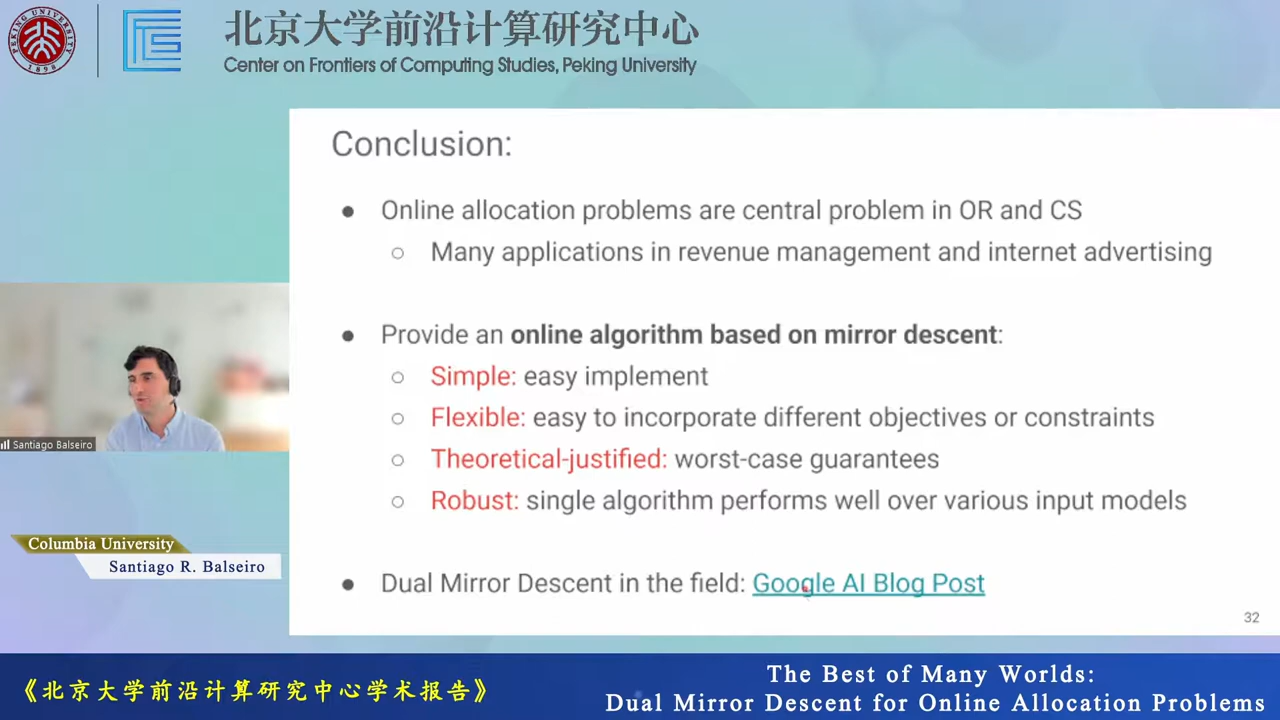 PEKING UNIVERSITY
1898
北京大学前沿计算研究中心
Center on Frontiers of Computing Studies, Peking University
Conclusion:
● Online allocation problems are central problem in OR and CS
○ Many applications in revenue management and internet advertising
● Provide an online algorithm based on mirror descent:
○ Simple: easy implement
○ Flexible: easy to incorporate different objectives or constraints
○ Theoretical-justified: worst-case guarantees
○ Robust: single algorithm performs well over various input models
● Dual Mirror Descent in the field: Google AI Blog Post
32
Santiago Balseiro
Columbia University
Santiago R. Balseiro
《北京大学前沿计算研究中心学术报告》
The Best of Many Worlds:
Dual Mirror Descent for Online Allocation Problems